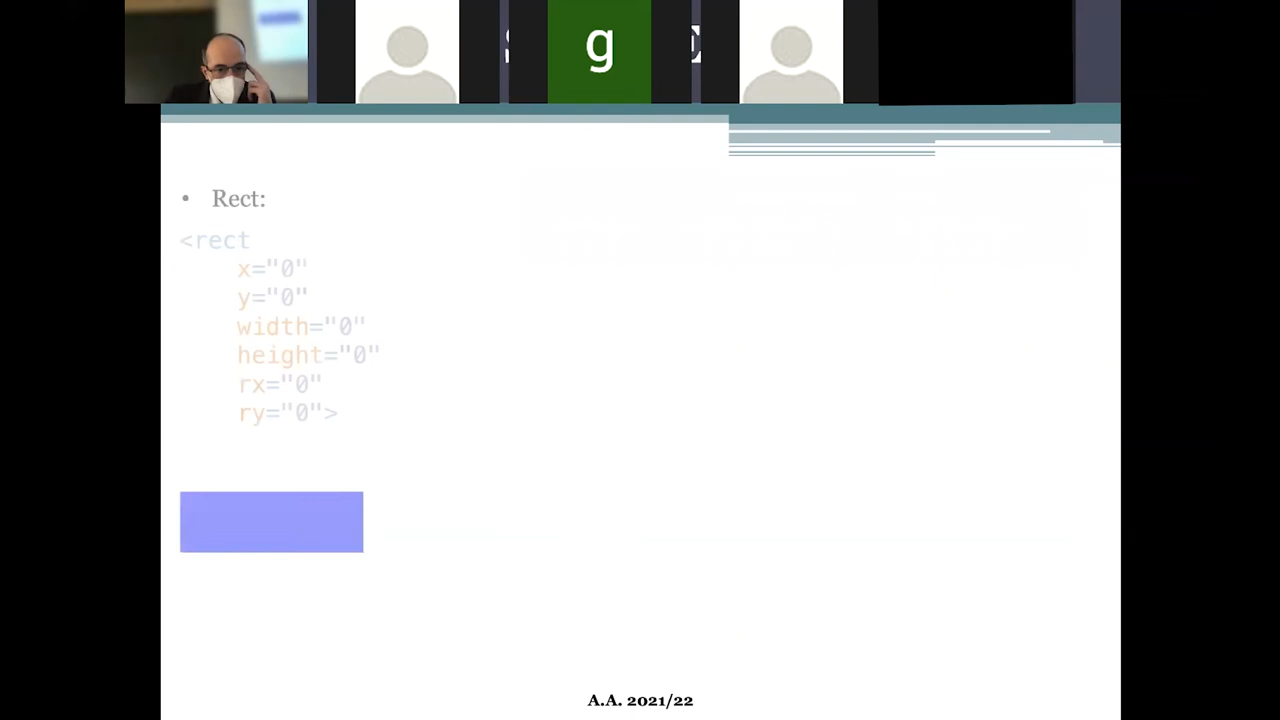 g
• Rect:
<rect
x="0"
y="0"
width="0"
height="0"
rx="0"
ry="0">
A.A. 2021/22